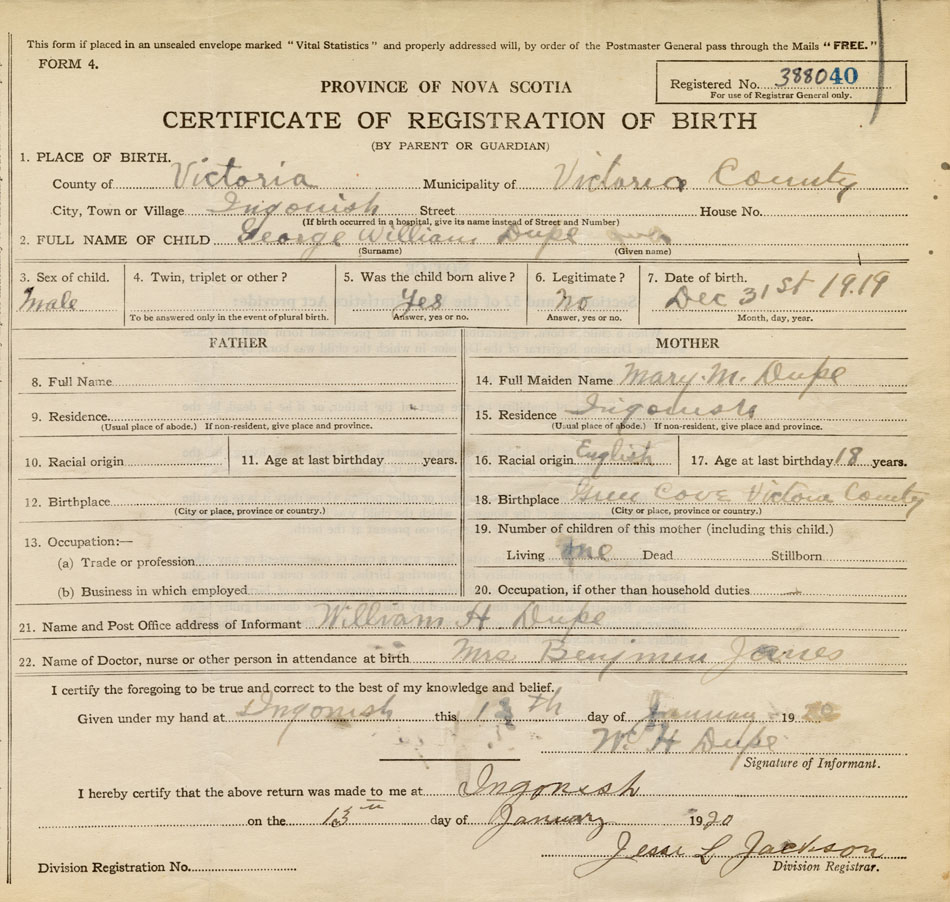 This form if placed in an unsealed envelope marked "Vital Statistics" and properly addressed will, by order of the Postmaster General pass through the Mails "FREE."
FORM 4.
Registered No. 388040
For use of Registrar General only.
PROVINCE OF NOVA SCOTIA
CERTIFICATE OF REGISTRATION OF BIRTH
(BY PARENT OR GUARDIAN)
1. PLACE OF BIRTH.
County of Victoria Municipality of Victoria County
City, Town or Village Ingonish Street House No.
(If birth occurred in a hospital, give its name instead of Street and Number)
2. FULL NAME OF CHILD George William Dupe
(Surname) (Given name)
3. Sex of child. 4. Twin, triplet or other? 5. Was the child born alive? 6. Legitimate? 7. Date of birth.
Male Yes No Dec 31st 1919
To be answered only in the event of plural birth. Answer, yes or no. Answer, yes or no. Month, day, year.
FATHER
8. Full Name
9. Residence
(Usual place of abode.) If non-resident, give place and province.
10. Racial origin 11. Age at last birthday years.
12. Birthplace
(City or place, province or country.)
13. Occupation:—
(a) Trade or profession
(b) Business in which employed
MOTHER
14. Full Maiden Name Mary. M. Dupe
15. Residence Ingonish
(Usual place of abode.) If non-resident, give place and province.
16. Racial origin English 17. Age at last birthday 18 years.
18. Birthplace Green Cove Victoria County
(City or place, province or country.)
19. Number of children of this mother (including this child.)
Living one Dead Stillborn
20. Occupation, if other than household duties
21. Name and Post Office address of Informant William H. Dupe
22. Name of Doctor, nurse or other person in attendance at birth Mrs Benjmen Janes
I certify the foregoing to be true and correct to the best of my knowledge and belief.
Given under my hand at Ingonish this 13th day of January 1920
W. H Dupe
Signature of Informant.
I hereby certify that the above return was made to me at Ingonish
on the 13th day of January 1920
Jesse L Jackson
Division Registration No. Division Registrar.